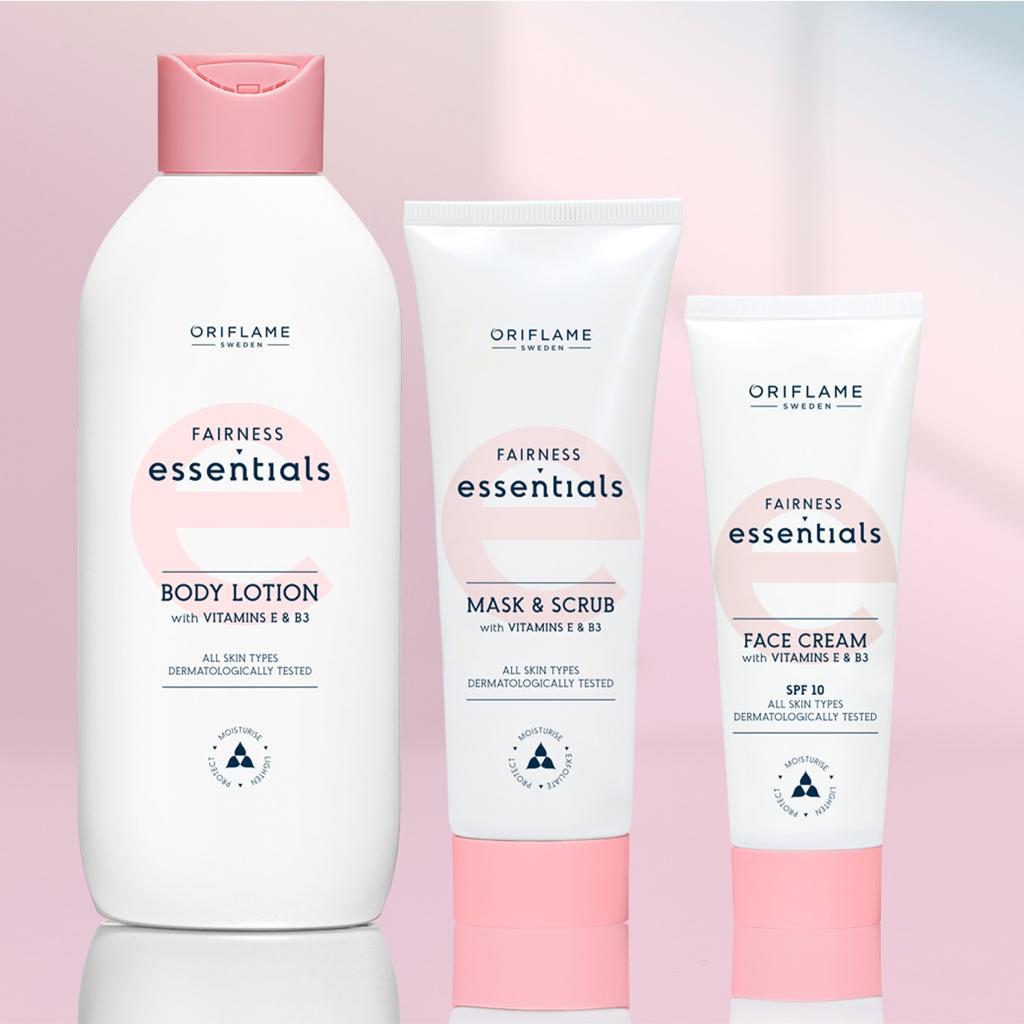 ORIFLAME
SWEDEN
FAIRNESS
essentials
BODY LOTION
with VITAMINS E & B3
ALL SKIN TYPES
DERMATOLOGICALLY TESTED
MOISTURISE
LIGHTEN
PROTECT
ORIFLAME
SWEDEN
FAIRNESS
essentials
MASK & SCRUB
with VITAMINS E & B3
ALL SKIN TYPES
DERMATOLOGICALLY TESTED
MOISTURISE
EXFOLIATE
PROTECT
ORIFLAME
SWEDEN
FAIRNESS
essentials
FACE CREAM
with VITAMINS E & B3
SPF 10
ALL SKIN TYPES
DERMATOLOGICALLY TESTED
MOISTURISE
LIGHTEN
PROTECT